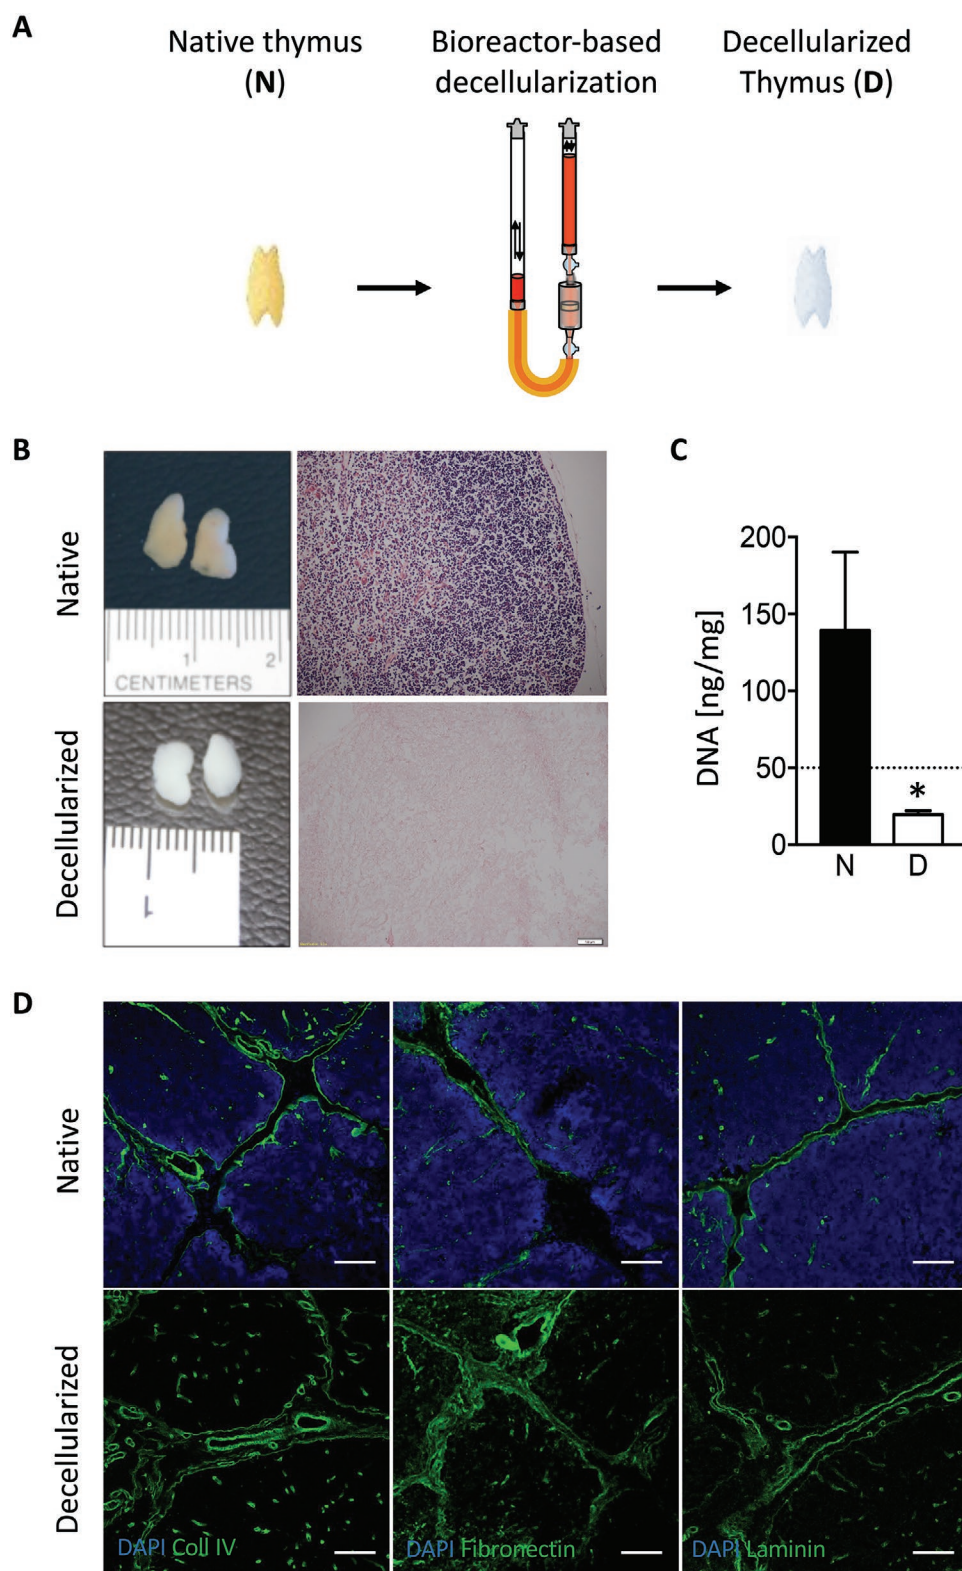 A
Native thymus
(N)
Bioreactor-based
decellularization
Decellularized
Thymus (D)
B
Native
1
2
CENTIMETERS
Decellularized
1
C
DNA [ng/mg]
200
150
100
50
0
*
N
D
D
Native
Decellularized
DAPI Coll IV
DAPI Fibronectin
DAPI Laminin